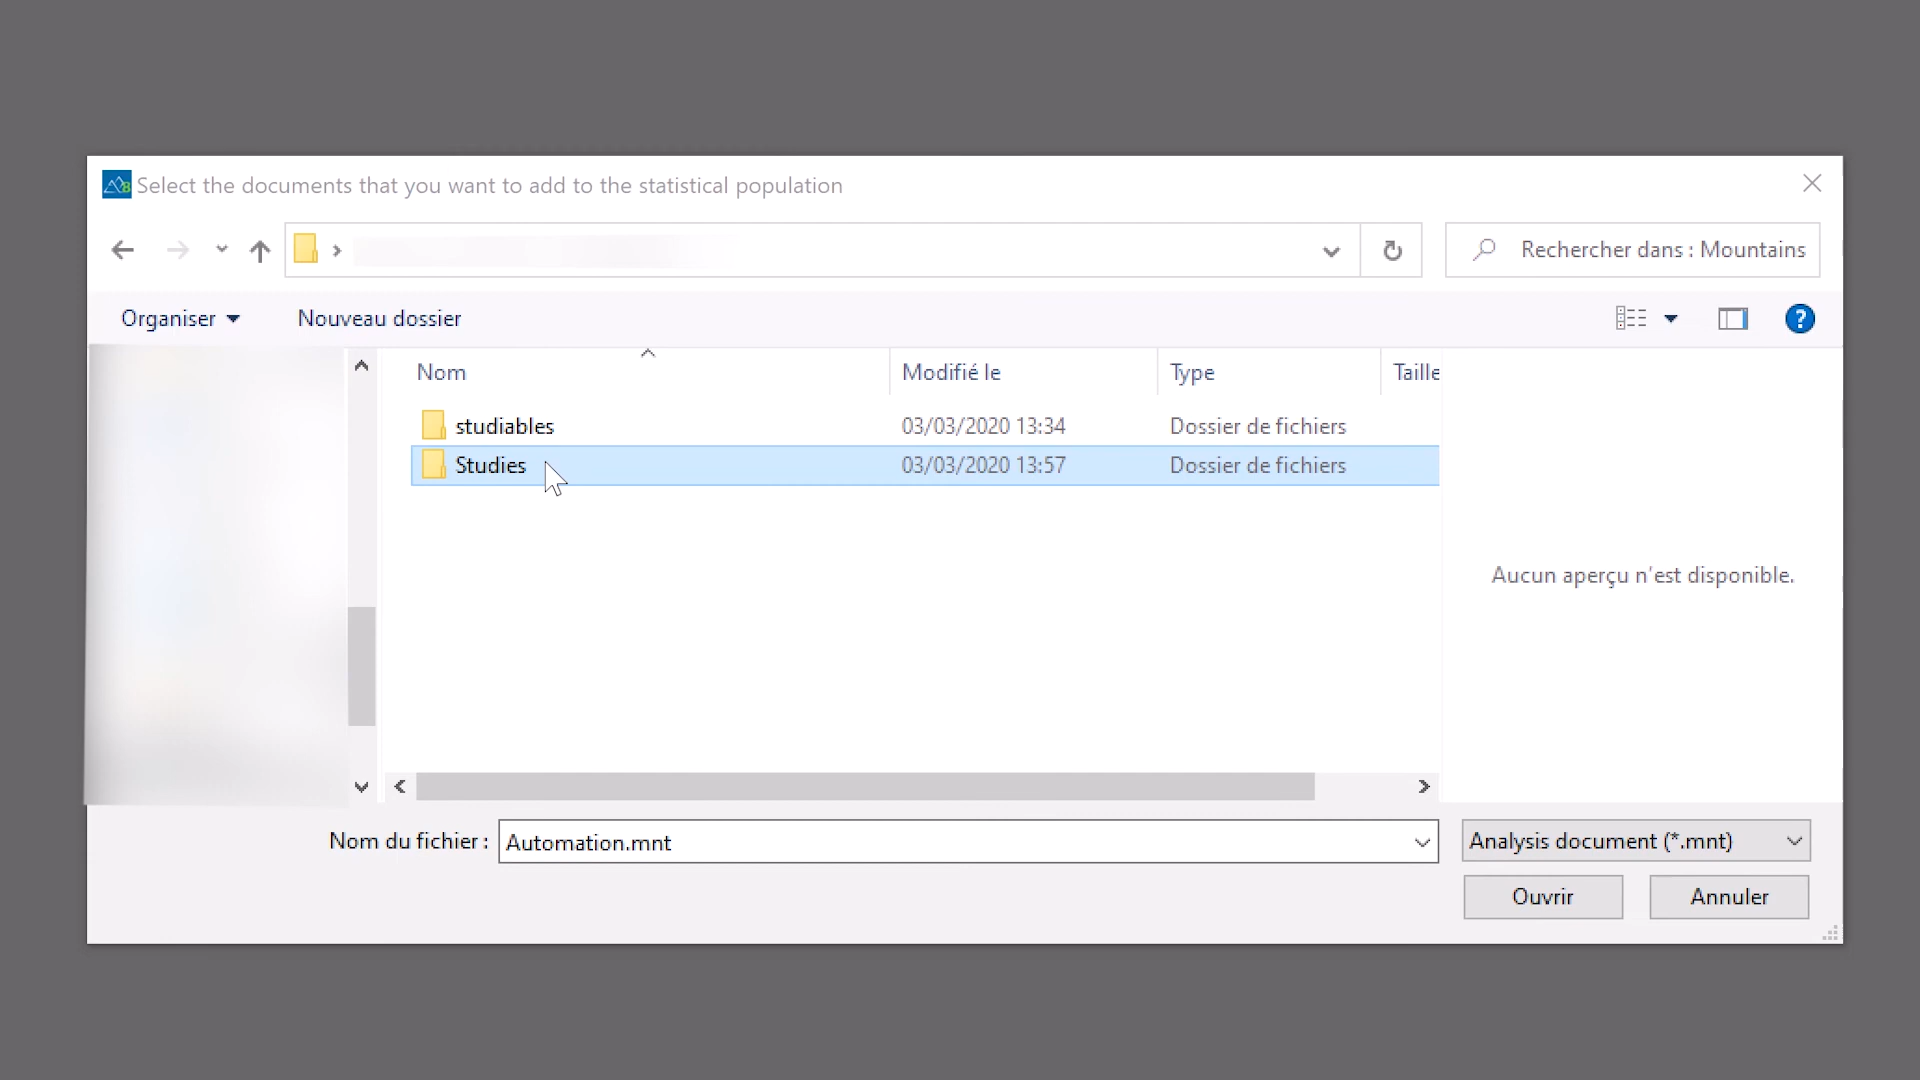 Select the documents that you want to add to the statistical population
Rechercher dans : Mountains
Organiser
Nouveau dossier
?
Nom
Modifié le
Type
Taille
studiables
03/03/2020 13:34
Dossier de fichiers
Studies
03/03/2020 13:57
Dossier de fichiers
Aucun aperçu n'est disponible.
Nom du fichier :
Automation.mnt
Analysis document (*.mnt)
Ouvrir
Annuler